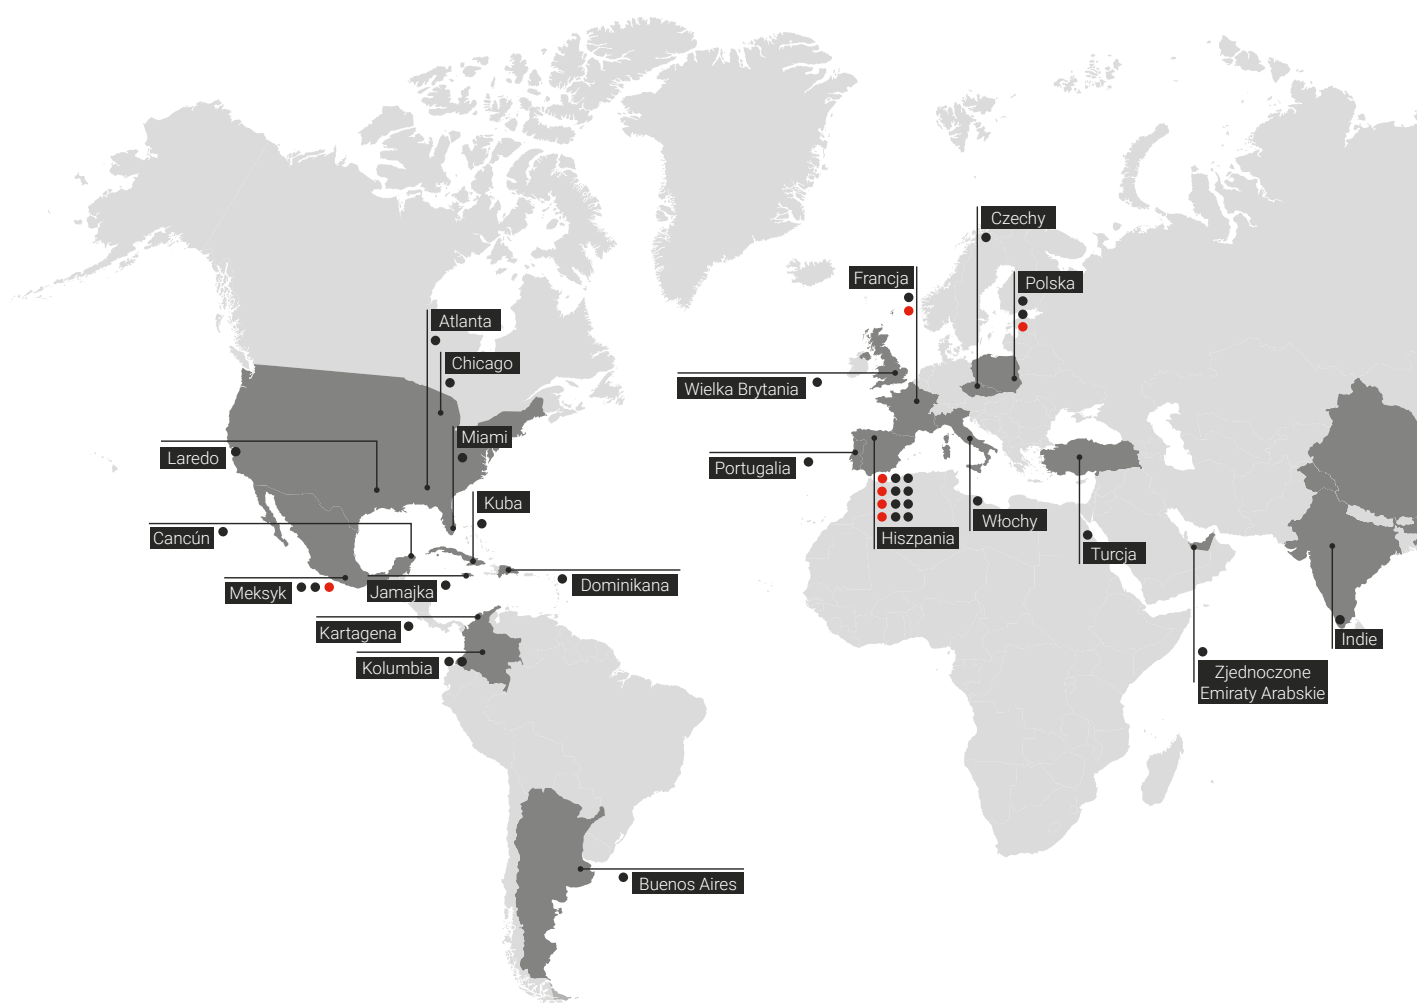 Czechy
Francja
Polska
Atlanta
Chicago
Wielka Brytania
Miami
Laredo
Portugalia
Kuba
Włochy
Cancún
Hiszpania
Turcja
Dominikana
Meksyk
Jamajka
Kartagena
Indie
Kolumbia
Zjednoczone
Emiraty Arabskie
Buenos Aires